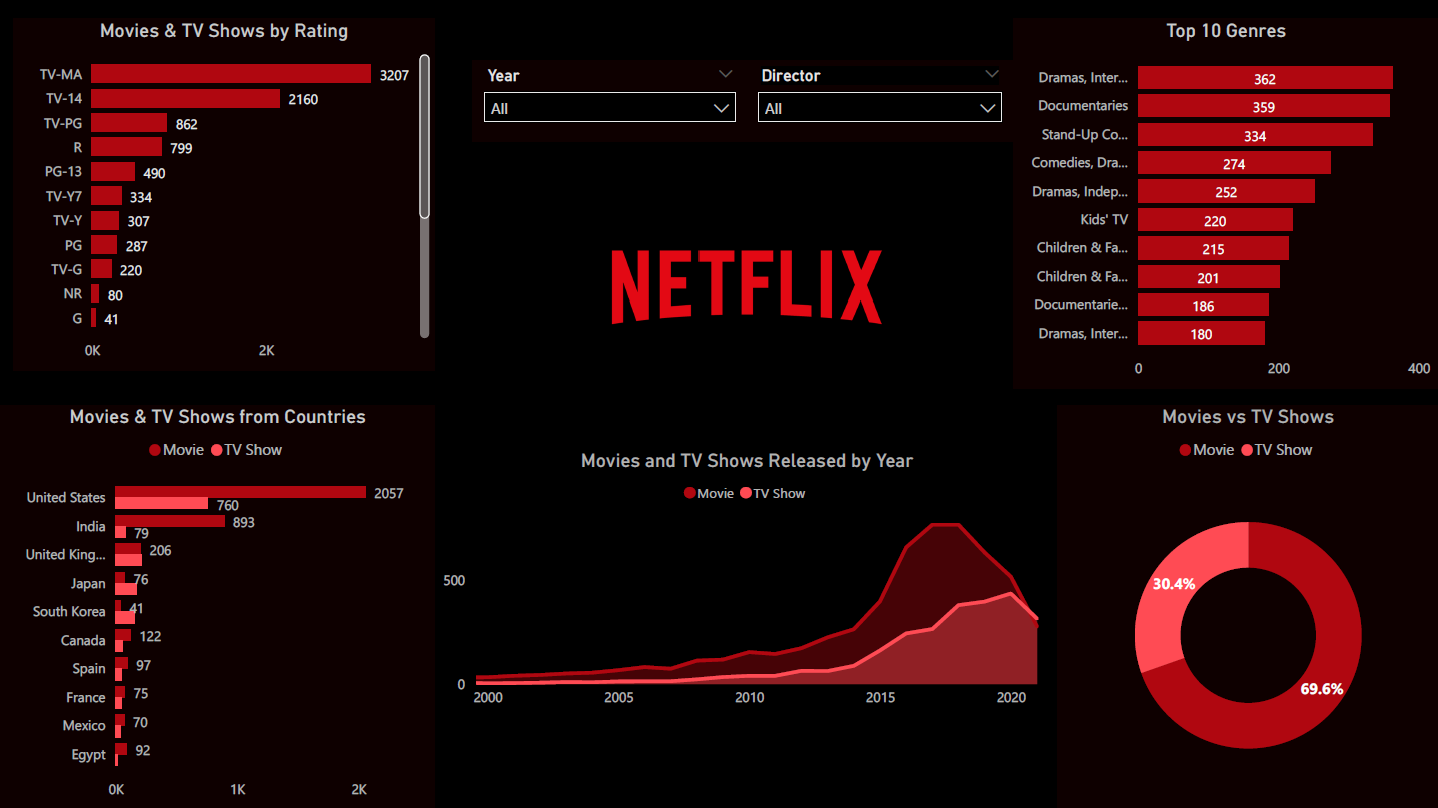 Movies & TV Shows by Rating
TV-MA 3207
TV-14 2160
TV-PG 862
R 799
PG-13 490
TV-Y7 334
TV-Y 307
PG 287
TV-G 220
NR 80
G 41
0K 2K
Year
All
Director
All
NETFLIX
Top 10 Genres
Dramas, Inter... 362
Documentaries 359
Stand-Up Co... 334
Comedies, Dra... 274
Dramas, Indep... 252
Kids' TV 220
Children & Fa... 215
Children & Fa... 201
Documentarie... 186
Dramas, Inter... 180
0 200 400
Movies & TV Shows from Countries
Movie TV Show
United States 2057
760
India 893
79
United King... 206
Japan 76
South Korea 41
Canada 122
Spain 97
France 75
Mexico 70
Egypt 92
0K 1K 2K
Movies and TV Shows Released by Year
Movie TV Show
500
0
2000 2005 2010 2015 2020
Movies vs TV Shows
Movie TV Show
30.4%
69.6%